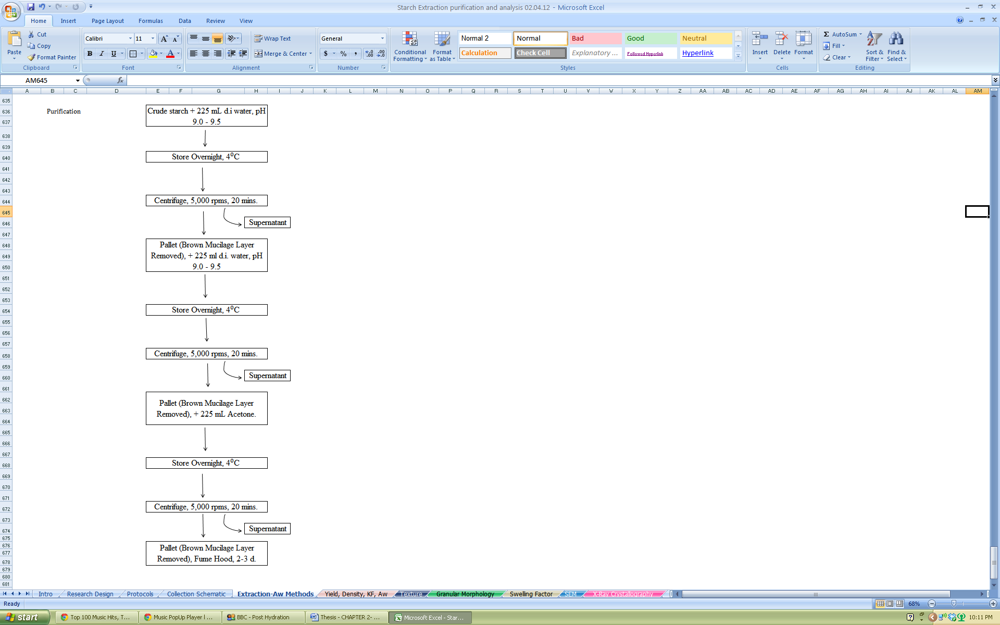 Starch Extraction purification and analysis 02.04.12 - Microsoft Excel
Home Insert Page Layout Formulas Data Review View
Paste Cut Copy Format Painter Clipboard
Calibri 11 A A B I U A Font
Wrap Text Merge & Center Alignment
General $ % , Number
Conditional Formatting Format as Table
Normal 2 Normal Bad Good Neutral
Calculation Check Cell Explanatory ... Followed Hyperlink Hyperlink
Styles
Insert Delete Format Cells
Σ AutoSum Fill Clear Sort & Filter Find & Select Editing
AM645 fx
A B C D E F G H I J K L M N O P Q R S T U V W X Y Z AA AB AC AD AE AF AG AH AI AJ AK AL AM
635
636
637
638
639
640
641
642
643
644
645
646
647
648
649
650
651
652
653
654
655
656
657
658
659
660
661
662
663
664
665
666
667
668
669
670
671
672
673
674
675
676
677
678
679
680
681
Purification
Crude starch + 225 mL d.i water, pH
9.0 - 9.5
Store Overnight, 4⁰C
Centrifuge, 5,000 rpms, 20 mins.
Supernatant
Pallet (Brown Mucilage Layer
Removed), + 225 ml d.i. water, pH
9.0 - 9.5
Store Overnight, 4⁰C
Centrifuge, 5,000 rpms, 20 mins.
Supernatant
Pallet (Brown Mucilage Layer
Removed), + 225 mL Acetone.
Store Overnight, 4⁰C
Centrifuge, 5,000 rpms, 20 mins.
Supernatant
Pallet (Brown Mucilage Layer
Removed), Fume Hood, 2-3 d.
Intro Research Design Protocols Collection Schematic Extraction-Aw Methods Yield, Density, KF, Aw Texture Granular Morphology Swelling Factor SEM X-Ray Crystallography
Ready 68%
start Top 100 Music Hits, T... Music PopUp Player l ... BBC - Post Hydration Thesis - CHAPTER 2- ... Microsoft Excel - Star... 10:11 PM